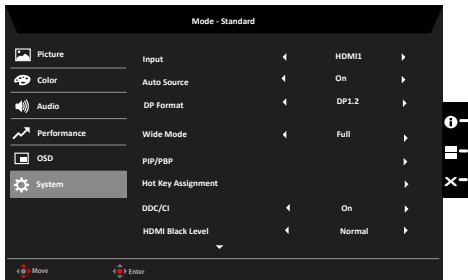 Mode - Standard
Picture
Color
Audio
Performance
OSD
System
Input HDMI1
Auto Source On
DP Format DP1.2
Wide Mode Full
PIP/PBP
Hot Key Assignment
DDC/CI On
HDMI Black Level Normal
Move Enter